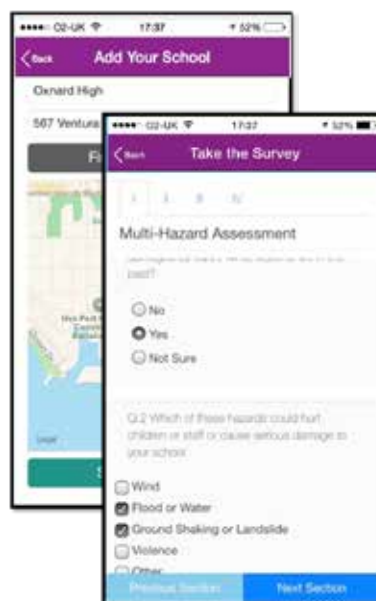 O2-UK 17:37 52%
Back Add Your School
Oxnard High
567 Ventura
O2-UK 17:37 52%
Back Take the Survey
Multi-Hazard Assessment
past?
No
Yes
Not Sure
Q.2 Which of these hazards could hurt
children or staff or cause serious damage to
your school
Wind
Flood or Water
Ground Shaking or Landslide
Violence
Other
Previous Section Next Section
Legal